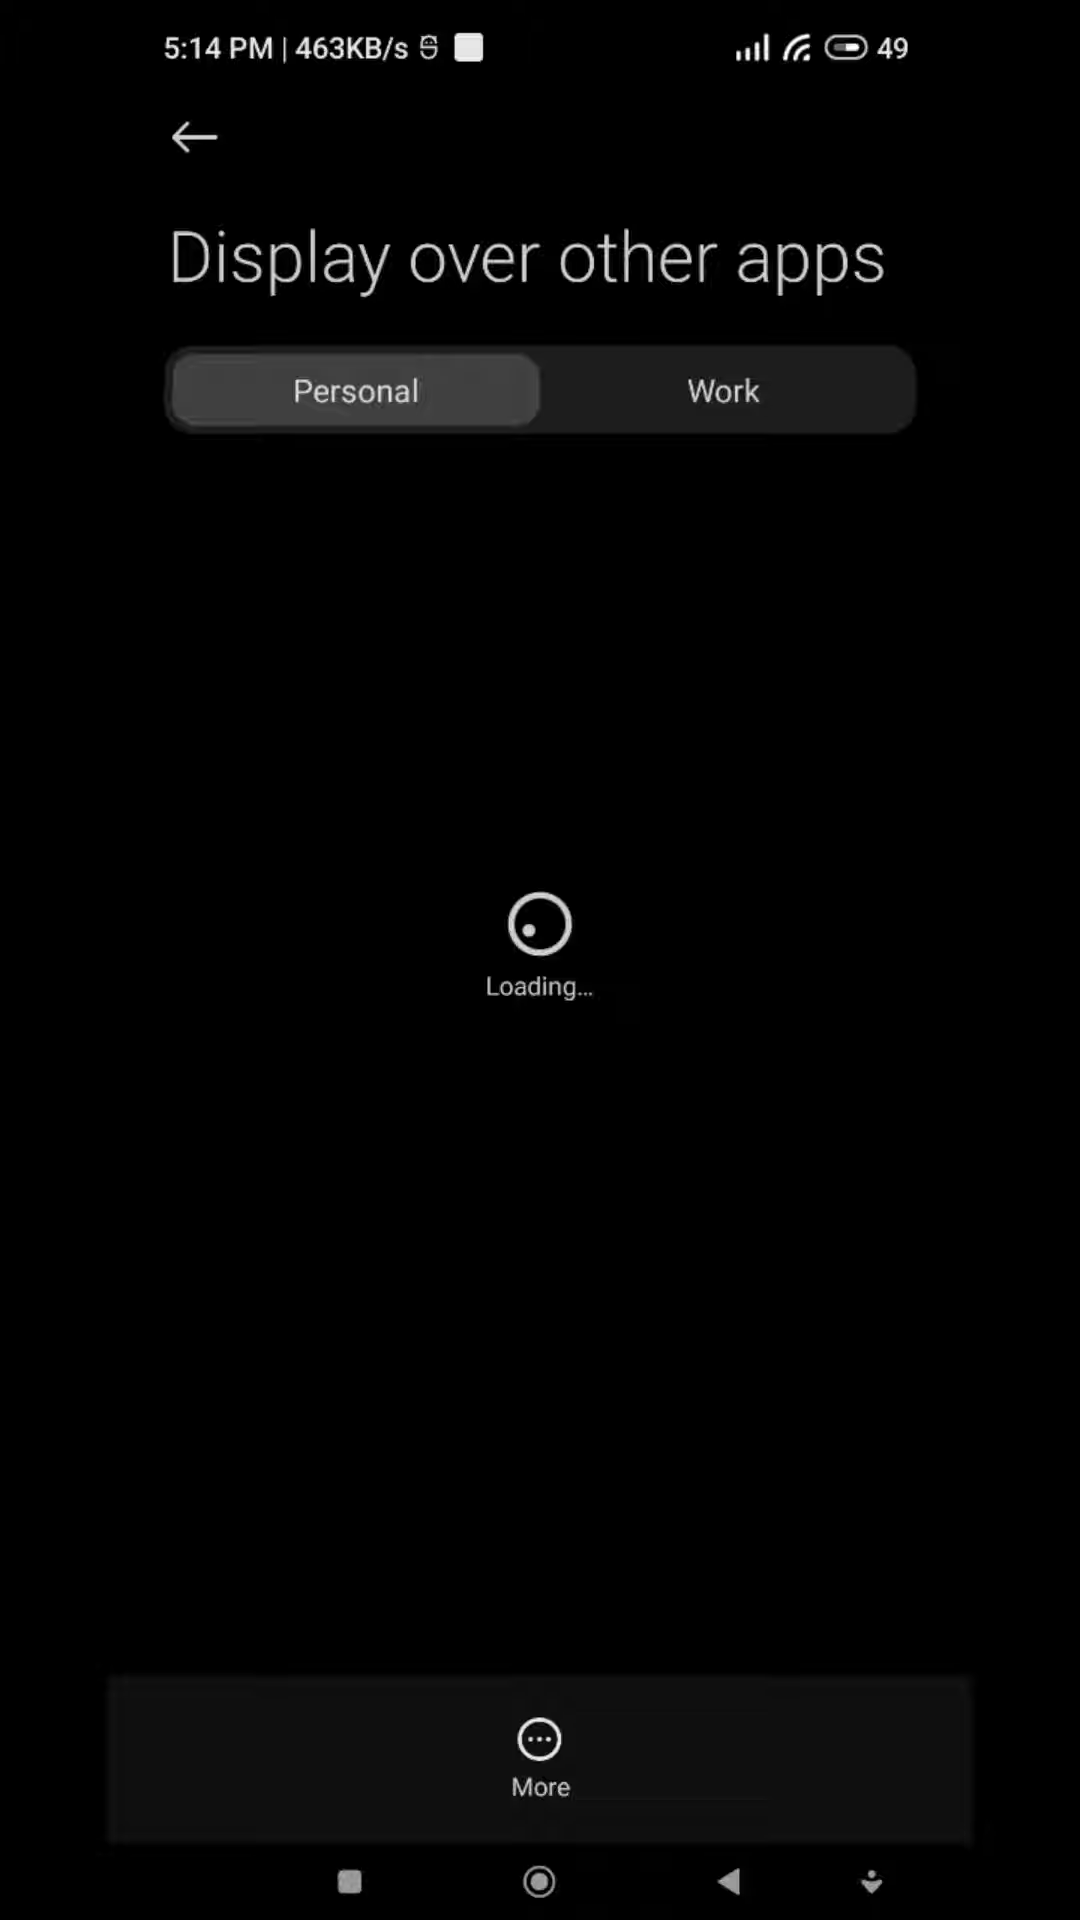 5:14 PM | 463KB/s 49
Display over other apps
Personal Work
Loading...
More